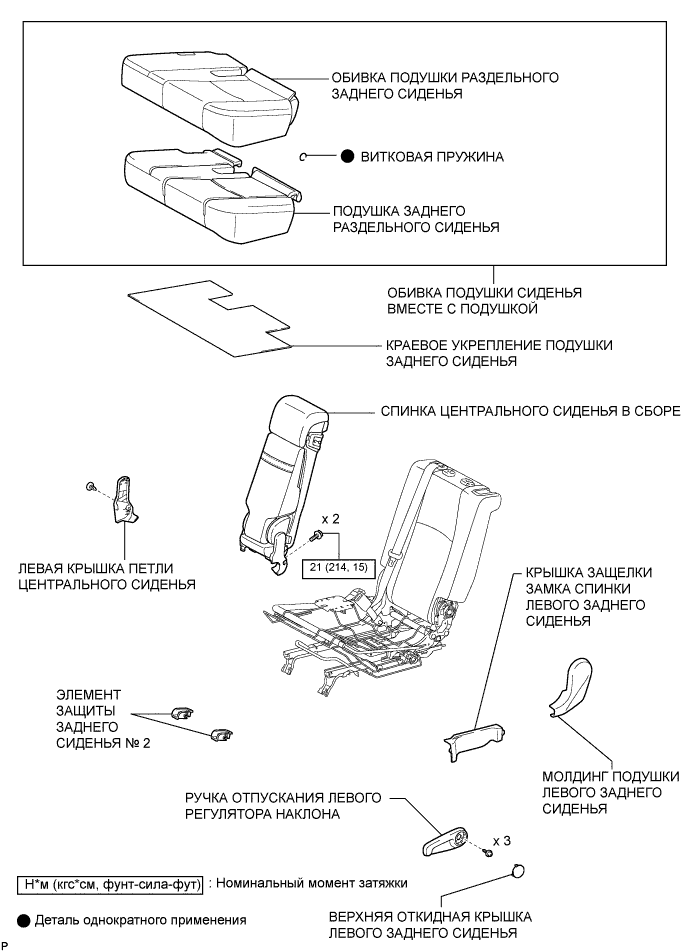 ОБИВКА ПОДУШКИ РАЗДЕЛЬНОГО
ЗАДНЕГО СИДЕНЬЯ
ВИТКОВАЯ ПРУЖИНА
ПОДУШКА ЗАДНЕГО
РАЗДЕЛЬНОГО СИДЕНЬЯ
ОБИВКА ПОДУШКИ СИДЕНЬЯ
ВМЕСТЕ С ПОДУШКОЙ
КРАЕВОЕ УКРЕПЛЕНИЕ ПОДУШКИ
ЗАДНЕГО СИДЕНЬЯ
СПИНКА ЦЕНТРАЛЬНОГО СИДЕНЬЯ В СБОРЕ
x 2
21 (214, 15)
ЛЕВАЯ КРЫШКА ПЕТЛИ
ЦЕНТРАЛЬНОГО СИДЕНЬЯ
КРЫШКА ЗАЩЕЛКИ
ЗАМКА СПИНКИ
ЛЕВОГО ЗАДНЕГО
СИДЕНЬЯ
ЭЛЕМЕНТ
ЗАЩИТЫ
ЗАДНЕГО
СИДЕНЬЯ № 2
МОЛДИНГ ПОДУШКИ
ЛЕВОГО ЗАДНЕГО
СИДЕНЬЯ
РУЧКА ОТПУСКАНИЯ ЛЕВОГО
РЕГУЛЯТОРА НАКЛОНА
x 3
Н*м (кгс*см, фунт-сила-фут) : Номинальный момент затяжки
Деталь однократного применения
ВЕРХНЯЯ ОТКИДНАЯ КРЫШКА
ЛЕВОГО ЗАДНЕГО СИДЕНЬЯ
P